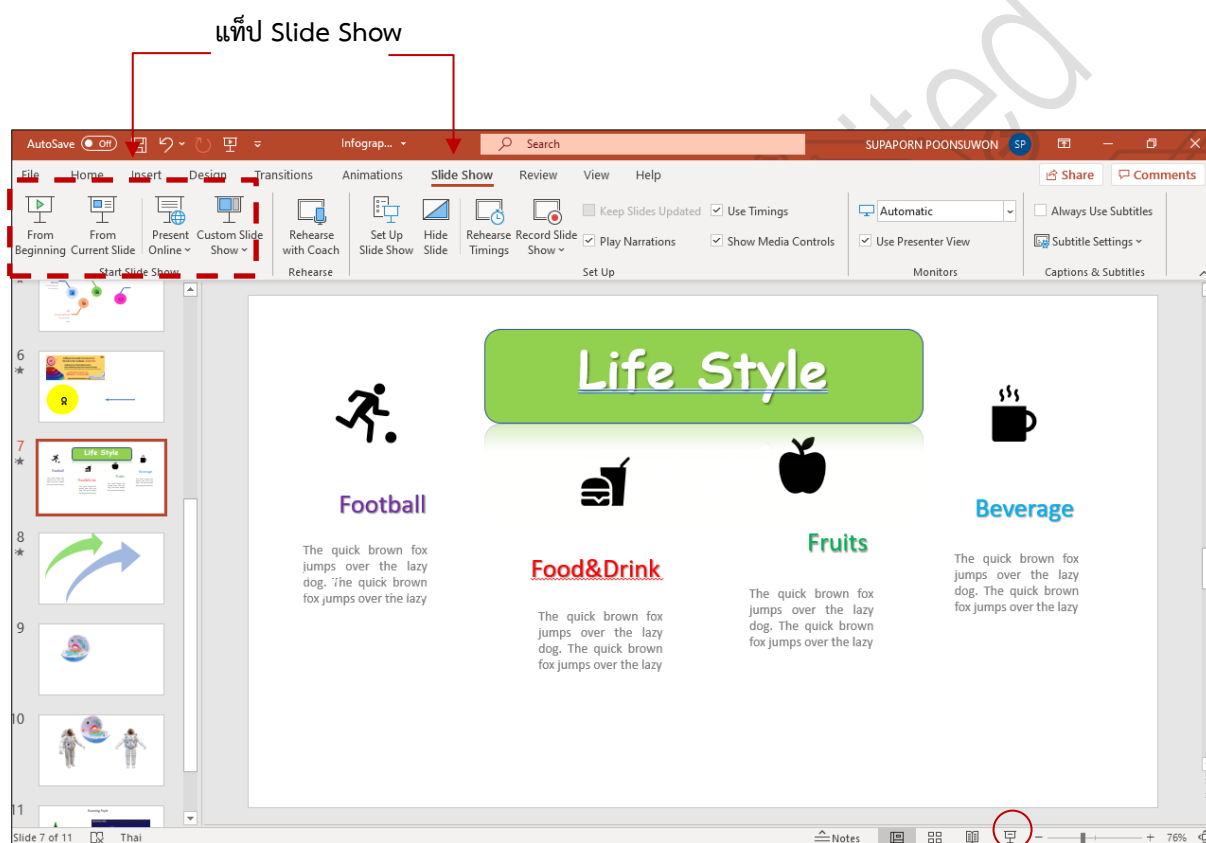 แท็ป Slide Show
ited
AutoSave Off Infograp... Search SUPAPORN POONSUWON SP
File Home Insert Design Transitions Animations Slide Show Review View Help Share Comments
From Beginning
From Current Slide
Present Online
Custom Slide Show
Start Slide Show
Rehearse with Coach
Rehearse
Set Up Slide Show
Hide Slide
Rehearse Timings
Record Slide Show
Keep Slides Updated
Play Narrations
Use Timings
Show Media Controls
Set Up
Automatic
Use Presenter View
Monitors
Always Use Subtitles
Subtitle Settings
Captions & Subtitles
6
7
Life Style
Football
Food&Drink
Fruits
Beverage
8
9
10
11
Life Style
Football
The quick brown fox
jumps over the lazy
dog. The quick brown
fox jumps over the lazy
Food&Drink
The quick brown fox
jumps over the lazy
dog. The quick brown
fox jumps over the lazy
Fruits
The quick brown fox
jumps over the lazy
dog. The quick brown
fox jumps over the lazy
Beverage
The quick brown fox
jumps over the lazy
dog. The quick brown
fox jumps over the lazy
Slide 7 of 11 Thai Notes 76%